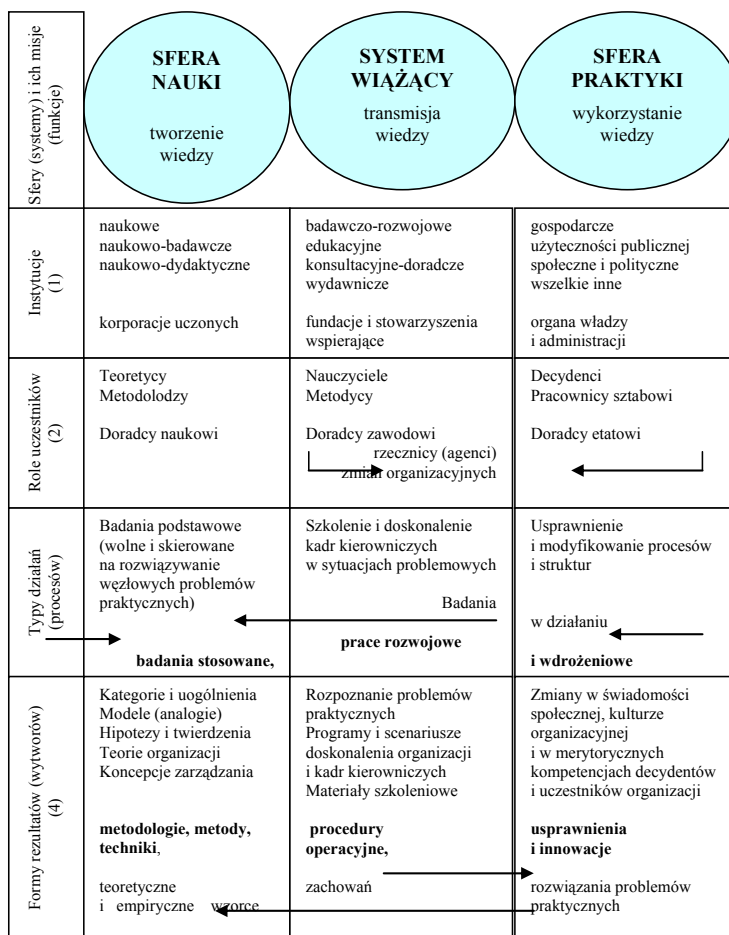 Sfery (systemy) i ich misje
(funkcje)
SFERA
NAUKI
tworzenie
wiedzy
SYSTEM
WIĄŻĄCY
transmisja
wiedzy
SFERA
PRAKTYKI
wykorzystanie
wiedzy
Instytucje
(1)
naukowe
naukowo-badawcze
naukowo-dydaktyczne
korporacje uczonych
badawczo-rozwojowe
edukacyjne
konsultacyjne-doradcze
wydawnicze
fundacje i stowarzyszenia
wspierające
gospodarcze
użyteczności publicznej
społeczne i polityczne
wszelkie inne
organa władzy
i administracji
Role uczestników
(2)
Teoretycy
Metodolodzy
Doradcy naukowi
Nauczyciele
Metodycy
Doradcy zawodowi
rzecznicy (agenci)
zmian organizacyjnych
Decydenci
Pracownicy sztabowi
Doradcy etatowi
Typy działań
(procesów)
Badania podstawowe
(wolne i skierowane
na rozwiązywanie
węzłowych problemów
praktycznych)
badania stosowane,
Szkolenie i doskonalenie
kadr kierowniczych
w sytuacjach problemowych
Badania
prace rozwojowe
Usprawnienie
i modyfikowanie procesów
i struktur
w działaniu
i wdrożeniowe
Formy rezultatów (wytworów)
(4)
Kategorie i uogólnienia
Modele (analogie)
Hipotezy i twierdzenia
Teorie organizacji
Koncepcje zarządzania
metodologie, metody,
techniki,
teoretyczne
i empiryczne wzorce
Rozpoznanie problemów
praktycznych
Programy i scenariusze
doskonalenia organizacji
i kadr kierowniczych
Materiały szkoleniowe
procedury
operacyjne,
zachowań
Zmiany w świadomości
społecznej, kulturze
organizacyjnej
i w merytorycznych
kompetencjach decydentów
i uczestników organizacji
usprawnienia
i innowacje
rozwiązania problemów
praktycznych